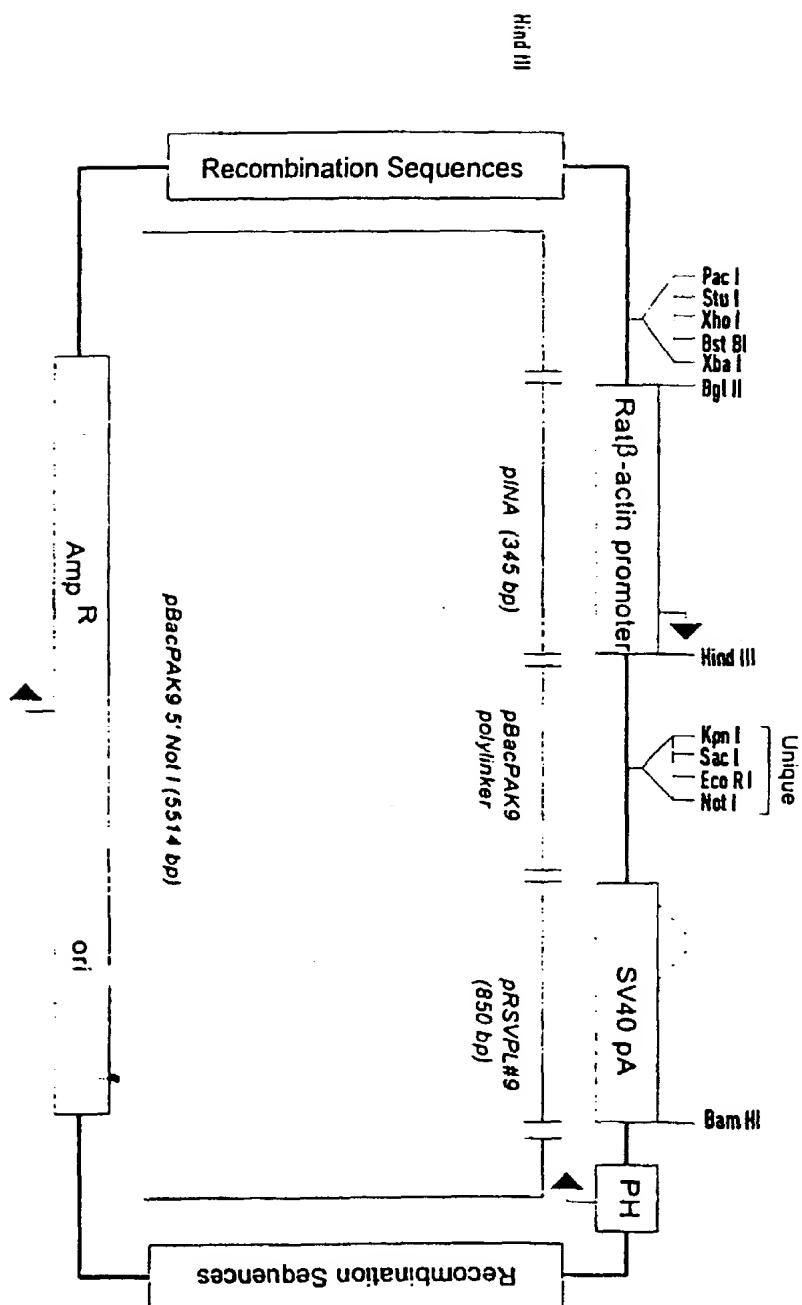 Hind III
Recombination Sequences
Pac I
Stu I
Xho I
Bst BI
Xba I
Bgl II
Ratβ-actin promoter
Hind III
Kpn I
Sac I
Eco R I
Not I
Unique
SV40 pA
Bam HI
PH
pINA (345 bp)
pBacPAK9
polylinker
pRSVPL#9
(850 bp)
pBacPAK9 5' Not I (5514 bp)
Amp R
ori
Recombination Sequences